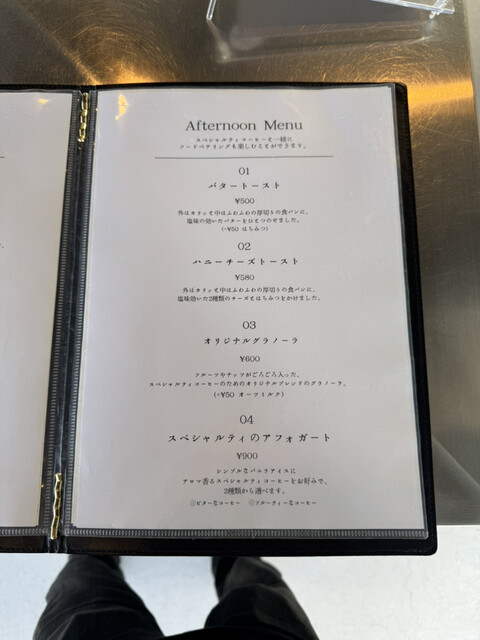 Afternoon Menu
スペシャルティコーヒーと一緒に
フードペアリングも楽しむことができます。
01
バタートースト
¥500
外はカリッと中はふわふわの厚切りの食パンに、
塩味の効いたバターをひとつのせました。
(+¥50 はちみつ)
02
ハニーチーズトースト
¥580
外はカリッと中はふわふわの厚切りの食パンに、
塩味効いた2種類のチーズとはちみつをかけました。
03
オリジナルグラノーラ
¥600
フルーツやナッツがごろごろ入った、
スペシャルティコーヒーのためのオリジナルブレンドのグラノーラ。
(+¥50 オーツミルク)
04
スペシャルティのアフォガート
¥900
シンプルなバニラアイスに
アロマ香るスペシャルティコーヒーをお好みで、
2種類から選べます。
①ビターなコーヒー ②フルーティーなコーヒー